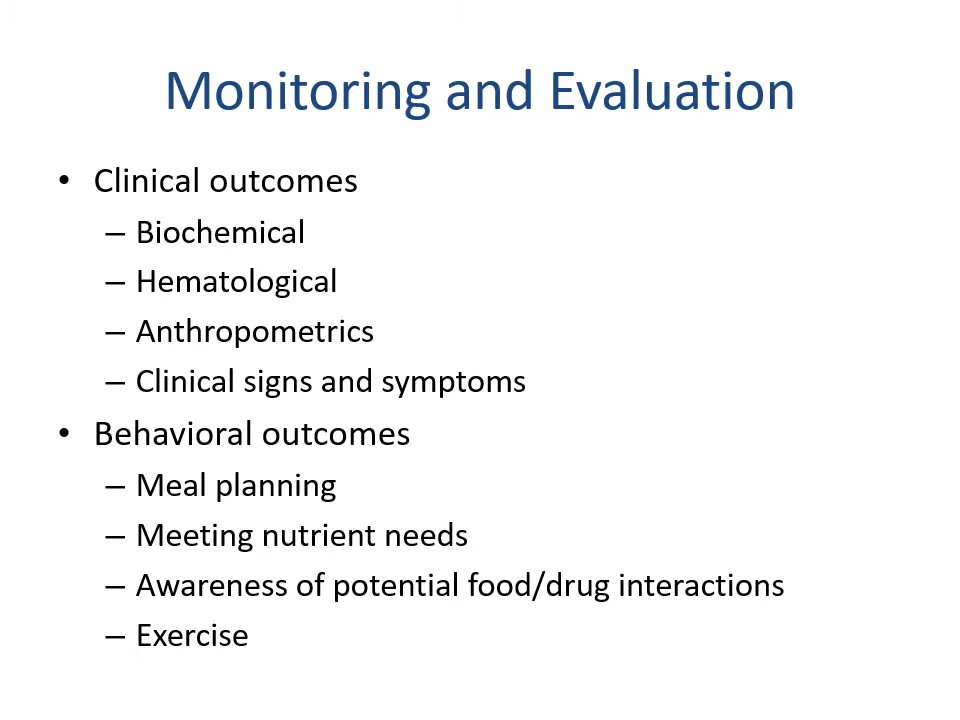 Monitoring and Evaluation
• Clinical outcomes
– Biochemical
– Hematological
– Anthropometrics
– Clinical signs and symptoms
• Behavioral outcomes
– Meal planning
– Meeting nutrient needs
– Awareness of potential food/drug interactions
– Exercise